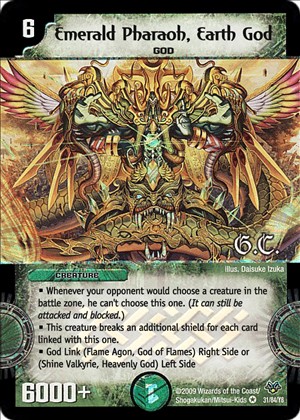 6
Emerald Pharaoh, Earth God
GOD
G.C.
Illus. Daisuke Izuka
CREATURE
▪ Whenever your opponent would choose a creature in the
battle zone, he can't choose this one. (It can still be
attacked and blocked.)
▪ This creature breaks an additional shield for each card
linked with this one.
▪ God Link (Flame Agon, God of Flames) Right Side or
(Shine Valkyrie, Heavenly God) Left Side
6000+
©2009 Wizards of the Coast/
Shogakukan/Mitsui-Kids
31/84/Y8